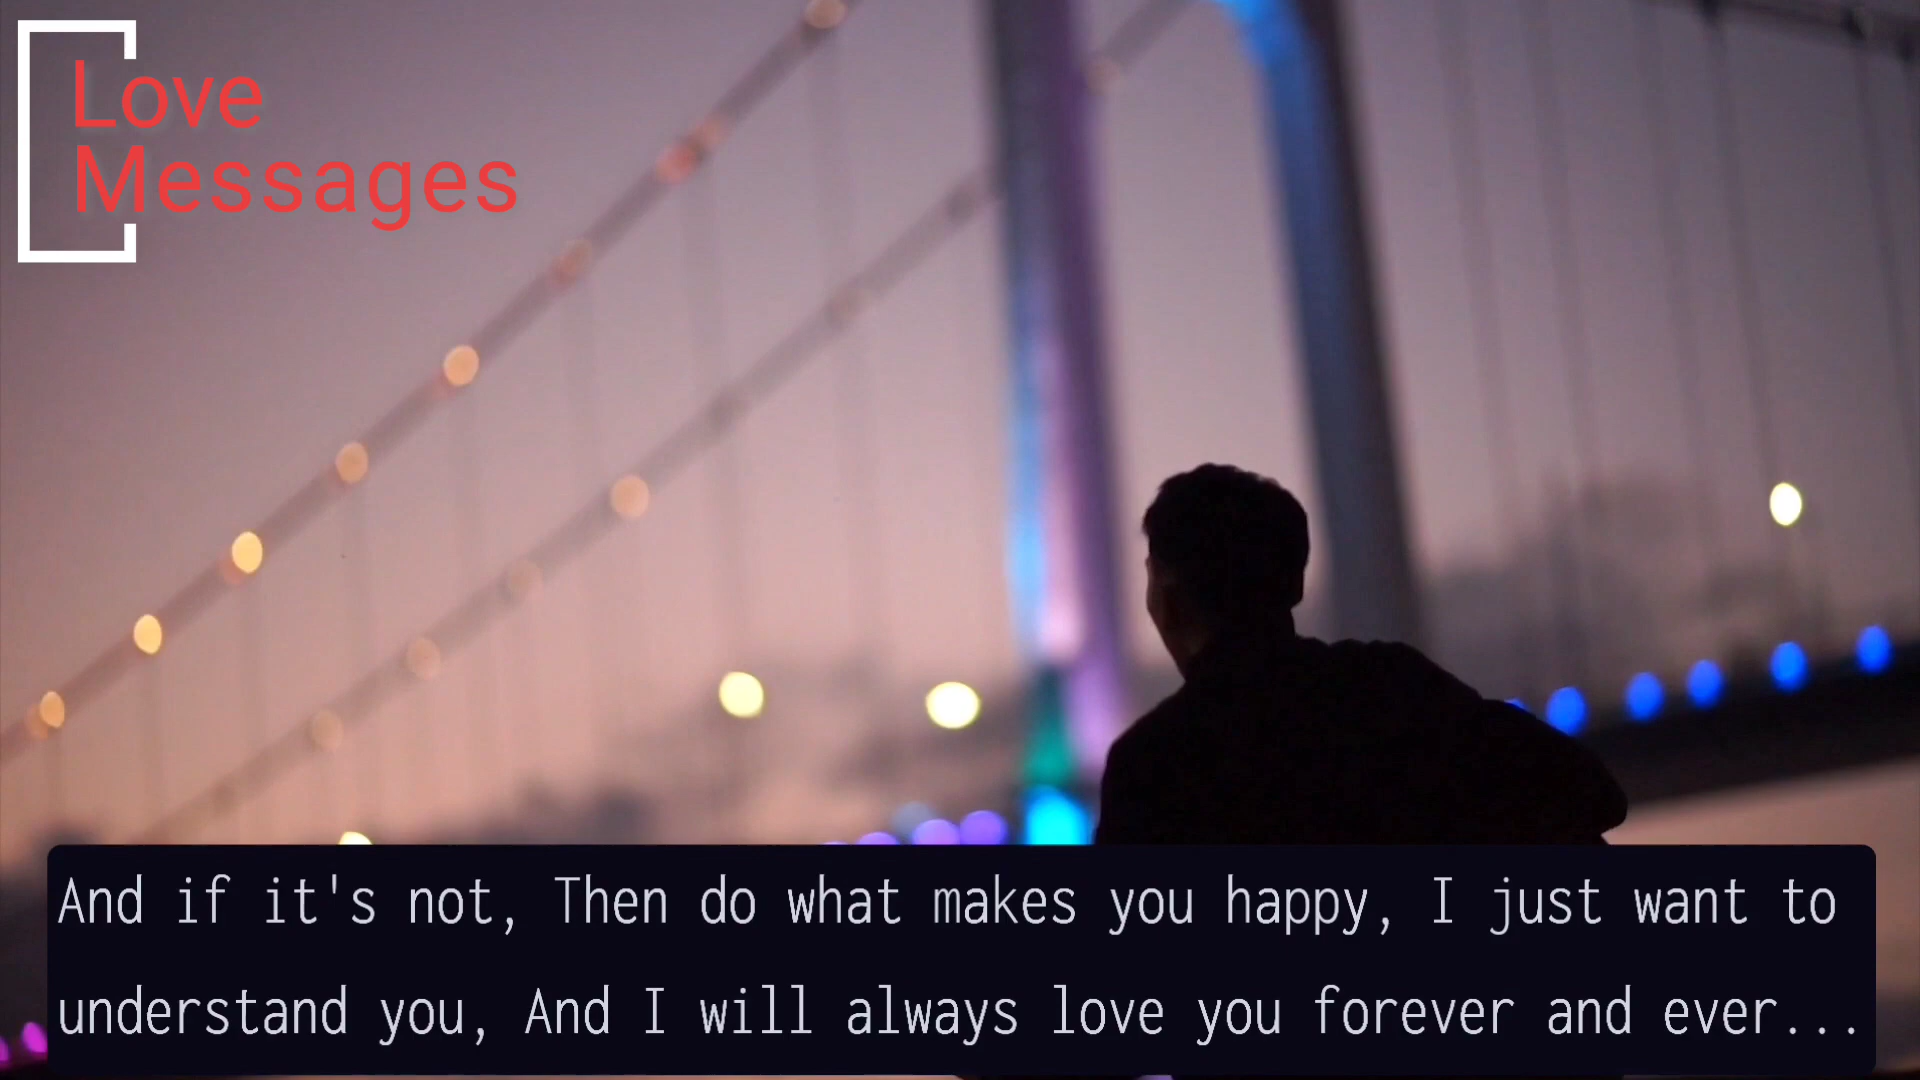 Love
Messages
And if it's not, Then do what makes you happy, I just want to
understand you, And I will always love you forever and ever...